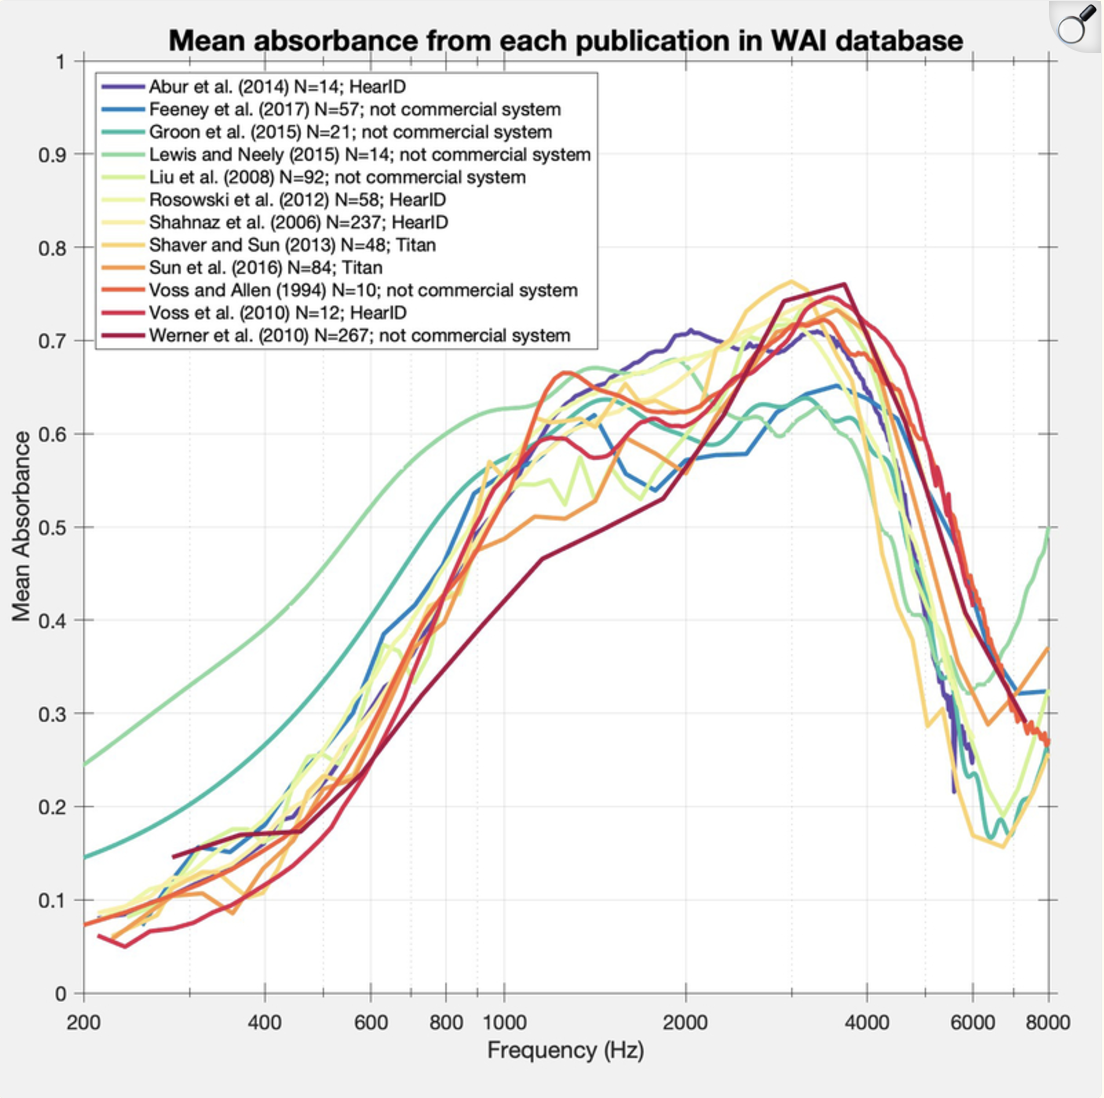 Mean absorbance from each publication in WAI database
1
0.9
0.8
0.7
0.6
0.5
0.4
0.3
0.2
0.1
0
Mean Absorbance
Abur et al. (2014) N=14; HearID
Feeney et al. (2017) N=57; not commercial system
Groon et al. (2015) N=21; not commercial system
Lewis and Neely (2015) N=14; not commercial system
Liu et al. (2008) N=92; not commercial system
Rosowski et al. (2012) N=58; HearID
Shahnaz et al. (2006) N=237; HearID
Shaver and Sun (2013) N=48; Titan
Sun et al. (2016) N=84; Titan
Voss and Allen (1994) N=10; not commercial system
Voss et al. (2010) N=12; HearID
Werner et al. (2010) N=267; not commercial system
200 400 600 800 1000 2000 4000 6000 8000
Frequency (Hz)